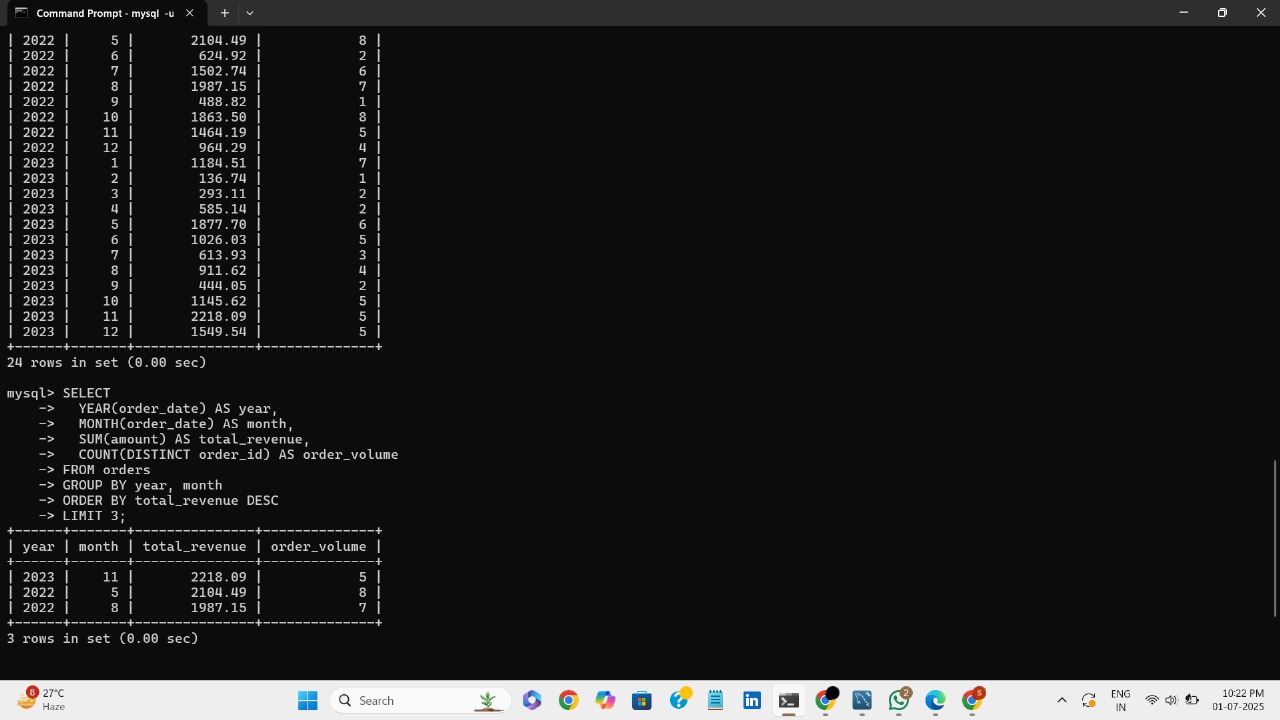 Command Prompt - mysql -u
| 2022 | 5 | 2104.49 | 8 |
| 2022 | 6 | 624.92 | 2 |
| 2022 | 7 | 1502.74 | 6 |
| 2022 | 8 | 1987.15 | 7 |
| 2022 | 9 | 488.82 | 1 |
| 2022 | 10 | 1863.50 | 8 |
| 2022 | 11 | 1464.19 | 5 |
| 2022 | 12 | 964.29 | 4 |
| 2023 | 1 | 1184.51 | 7 |
| 2023 | 2 | 136.74 | 1 |
| 2023 | 3 | 293.11 | 2 |
| 2023 | 4 | 585.14 | 2 |
| 2023 | 5 | 1877.70 | 6 |
| 2023 | 6 | 1026.03 | 5 |
| 2023 | 7 | 613.93 | 3 |
| 2023 | 8 | 911.62 | 4 |
| 2023 | 9 | 444.05 | 2 |
| 2023 | 10 | 1145.62 | 5 |
| 2023 | 11 | 2218.09 | 5 |
| 2023 | 12 | 1549.54 | 5 |
+------+-------+---------------+--------------+
24 rows in set (0.00 sec)
mysql> SELECT
-> YEAR(order_date) AS year,
-> MONTH(order_date) AS month,
-> SUM(amount) AS total_revenue,
-> COUNT(DISTINCT order_id) AS order_volume
-> FROM orders
-> GROUP BY year, month
-> ORDER BY total_revenue DESC
-> LIMIT 3;
+------+-------+---------------+--------------+
| year | month | total_revenue | order_volume |
+------+-------+---------------+--------------+
| 2023 | 11 | 2218.09 | 5 |
| 2022 | 5 | 2104.49 | 8 |
| 2022 | 8 | 1987.15 | 7 |
+------+-------+---------------+--------------+
3 rows in set (0.00 sec)
8
27°C
Haze
Search
2
S
ENG
IN
10:22 PM
01-07-2025